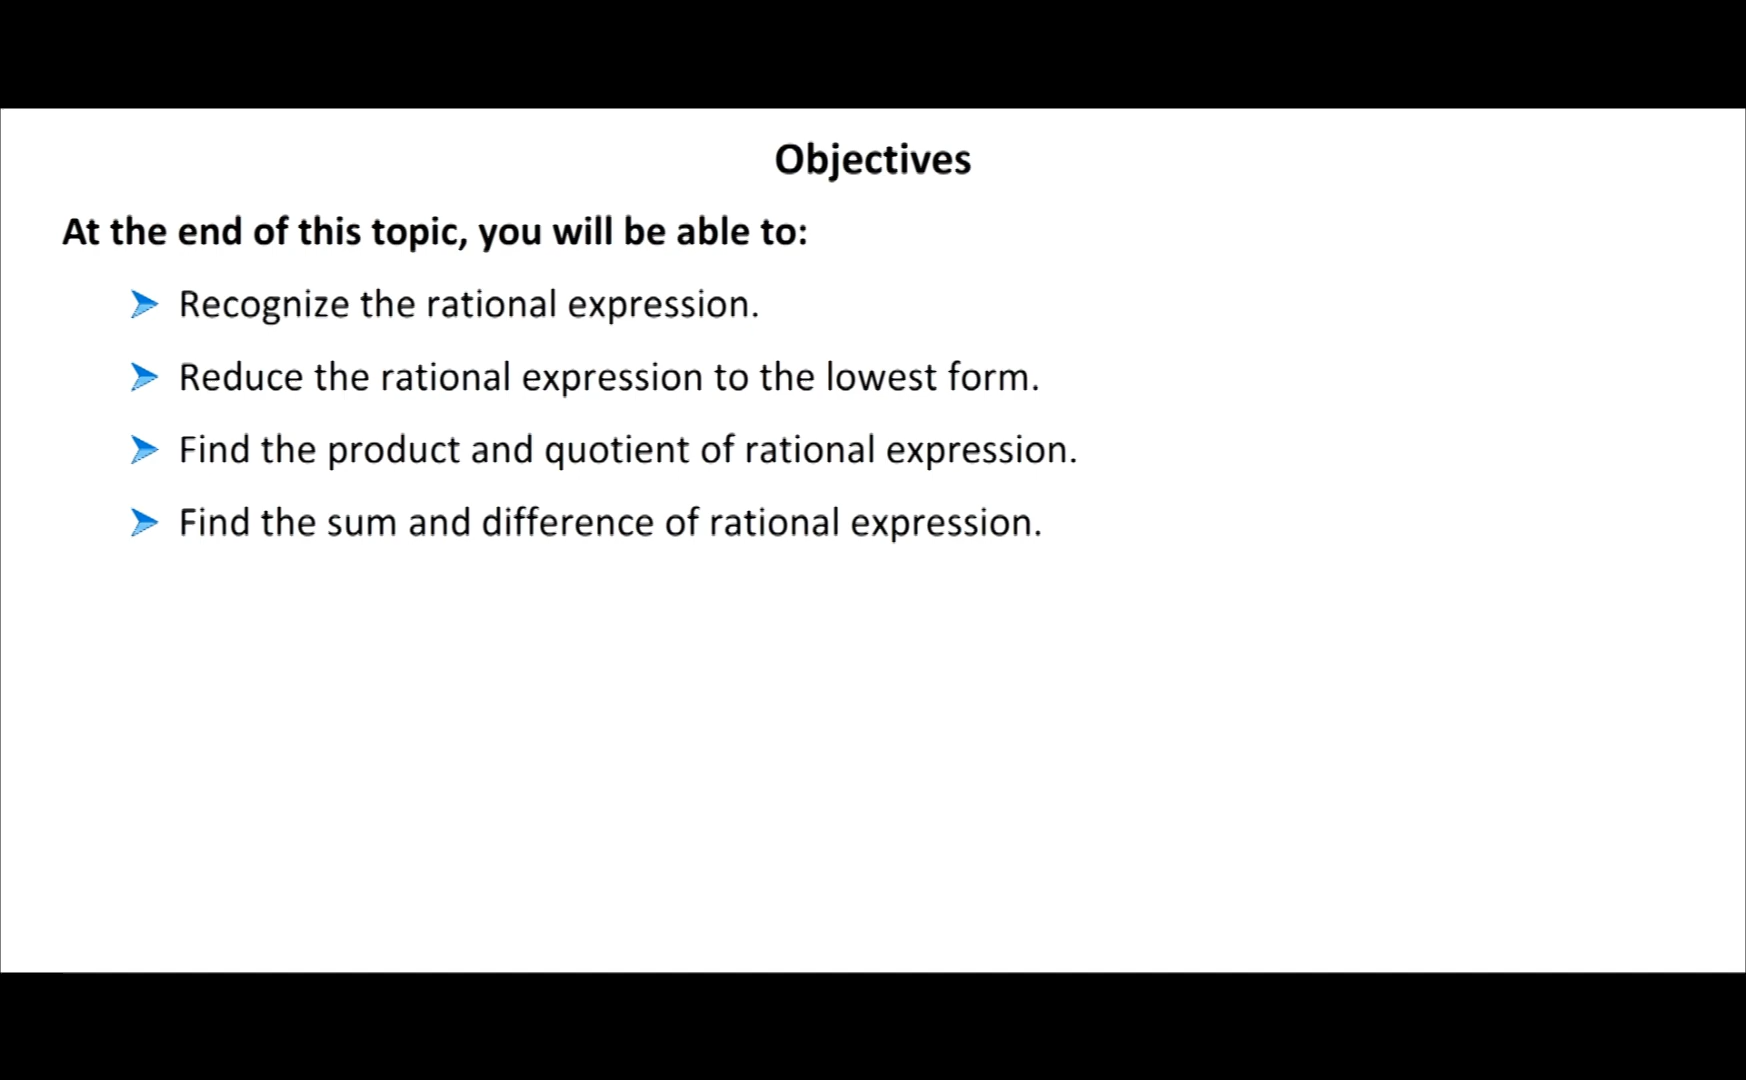 Objectives
At the end of this topic, you will be able to:
Recognize the rational expression.
Reduce the rational expression to the lowest form.
Find the product and quotient of rational expression.
Find the sum and difference of rational expression.